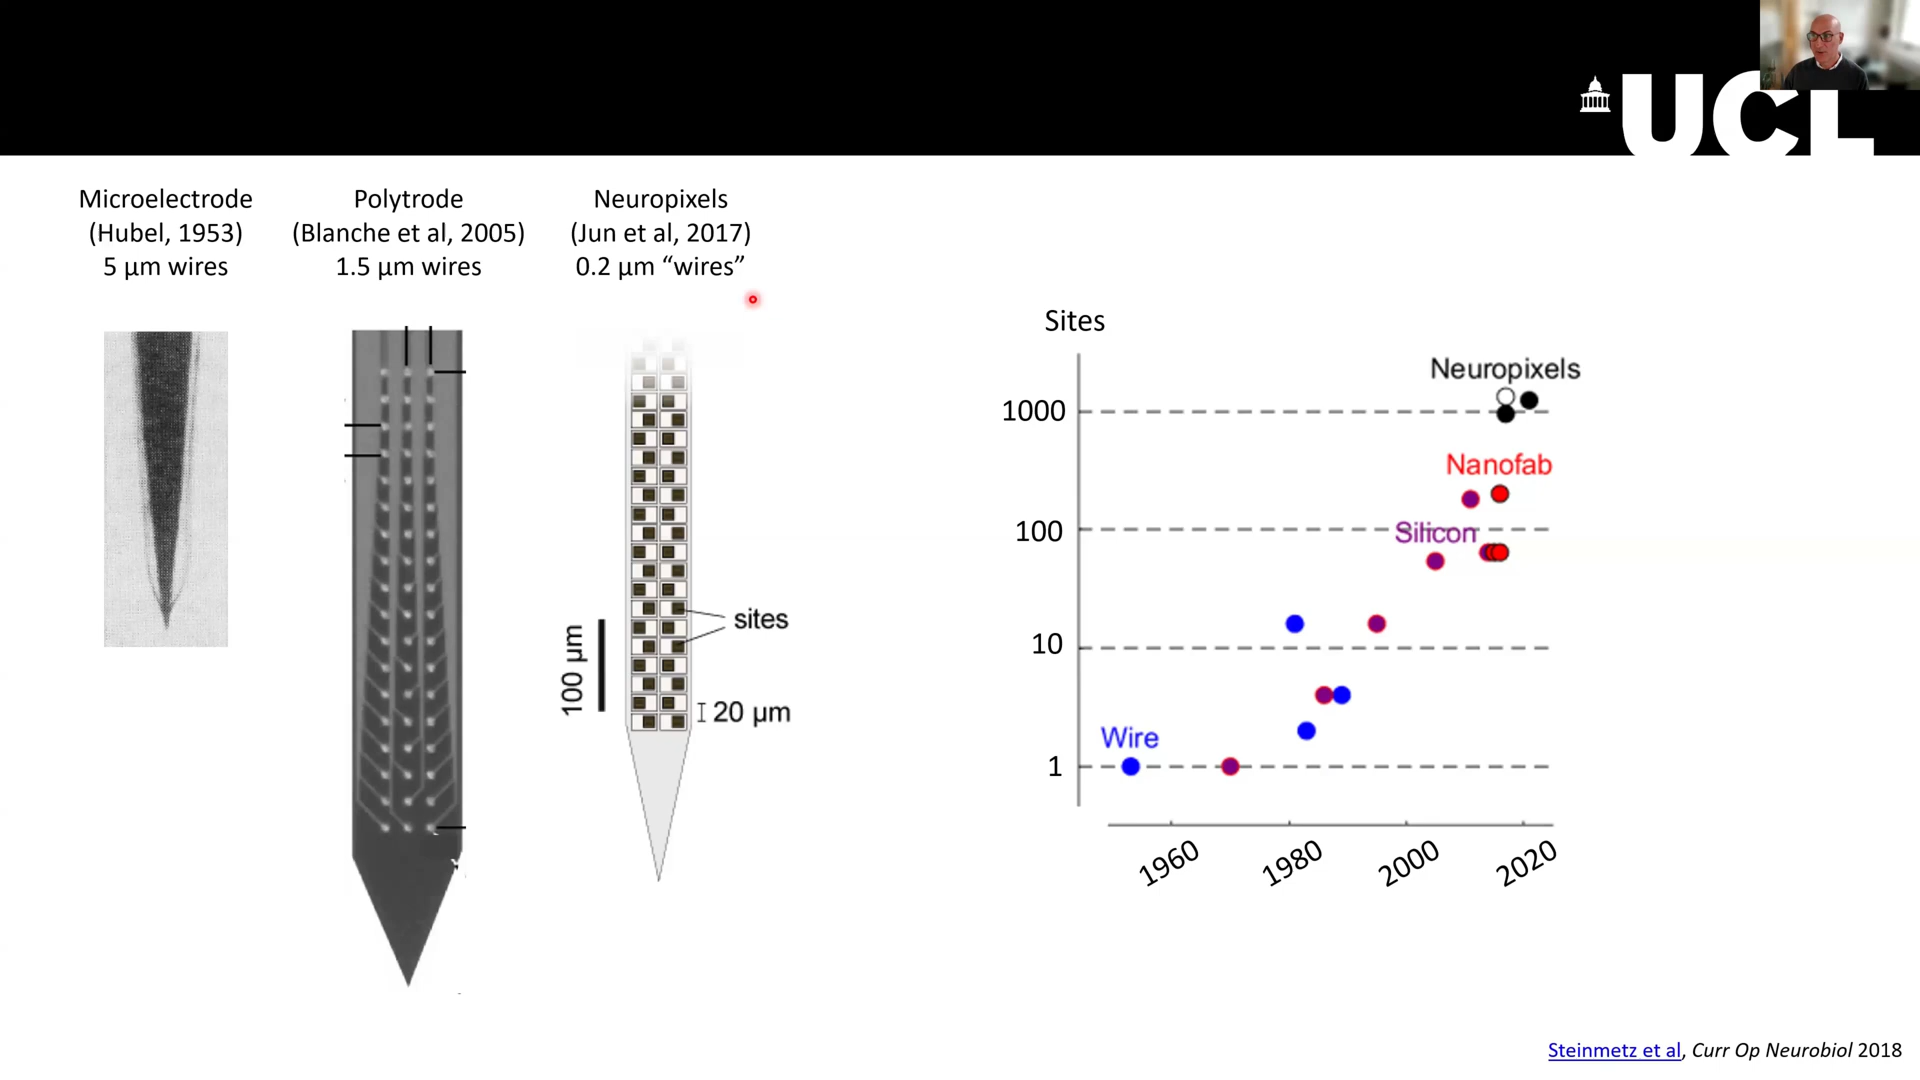 UCL
Microelectrode
(Hubel, 1953)
5 µm wires
Polytrode
(Blanche et al, 2005)
1.5 µm wires
Neuropixels
(Jun et al, 2017)
0.2 µm “wires”
sites
100 µm
20 µm
Sites
1000
100
10
1
Neuropixels
Nanofab
Silicon
Wire
1960
1980
2000
2020
Steinmetz et al, Curr Op Neurobiol 2018